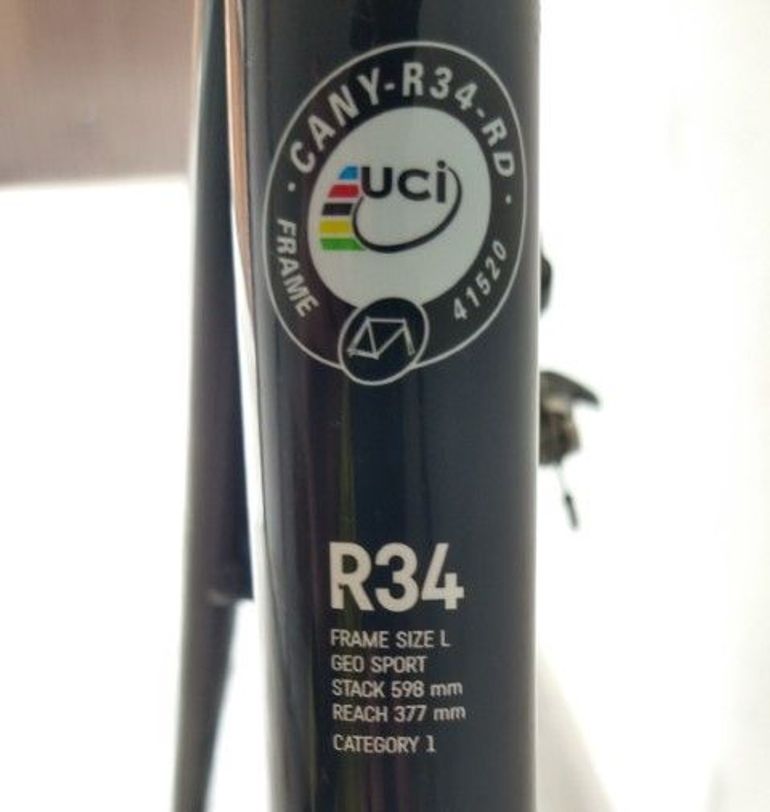 · CANY-R34-RD ·
UCi
FRAME
41520
R34
FRAME SIZE L
GEO SPORT
STACK 598 mm
REACH 377 mm
CATEGORY 1